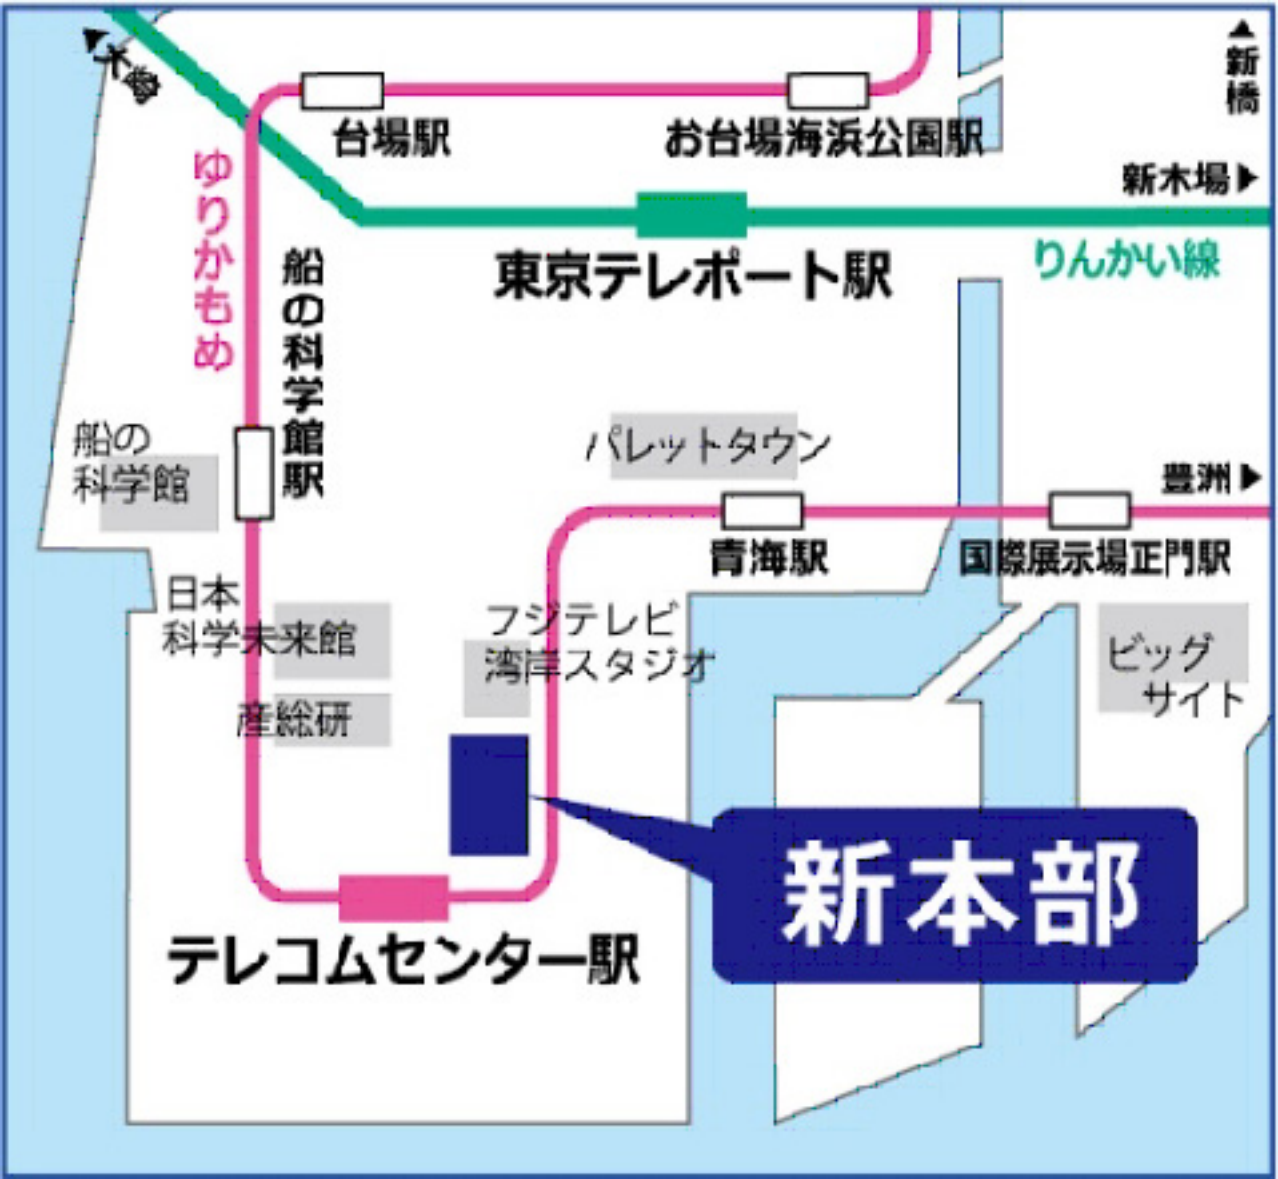 ▲大崎
▲新橋
台場駅
お台場海浜公園駅
新木場▶
ゆりかもめ
りんかい線
船の科学館駅
東京テレポート駅
船の
科学館
パレットタウン
豊洲▶
青海駅
国際展示場正門駅
日本
科学未来館
フジテレビ
湾岸スタジオ
ビッグ
サイト
産総研
新本部
テレコムセンター駅